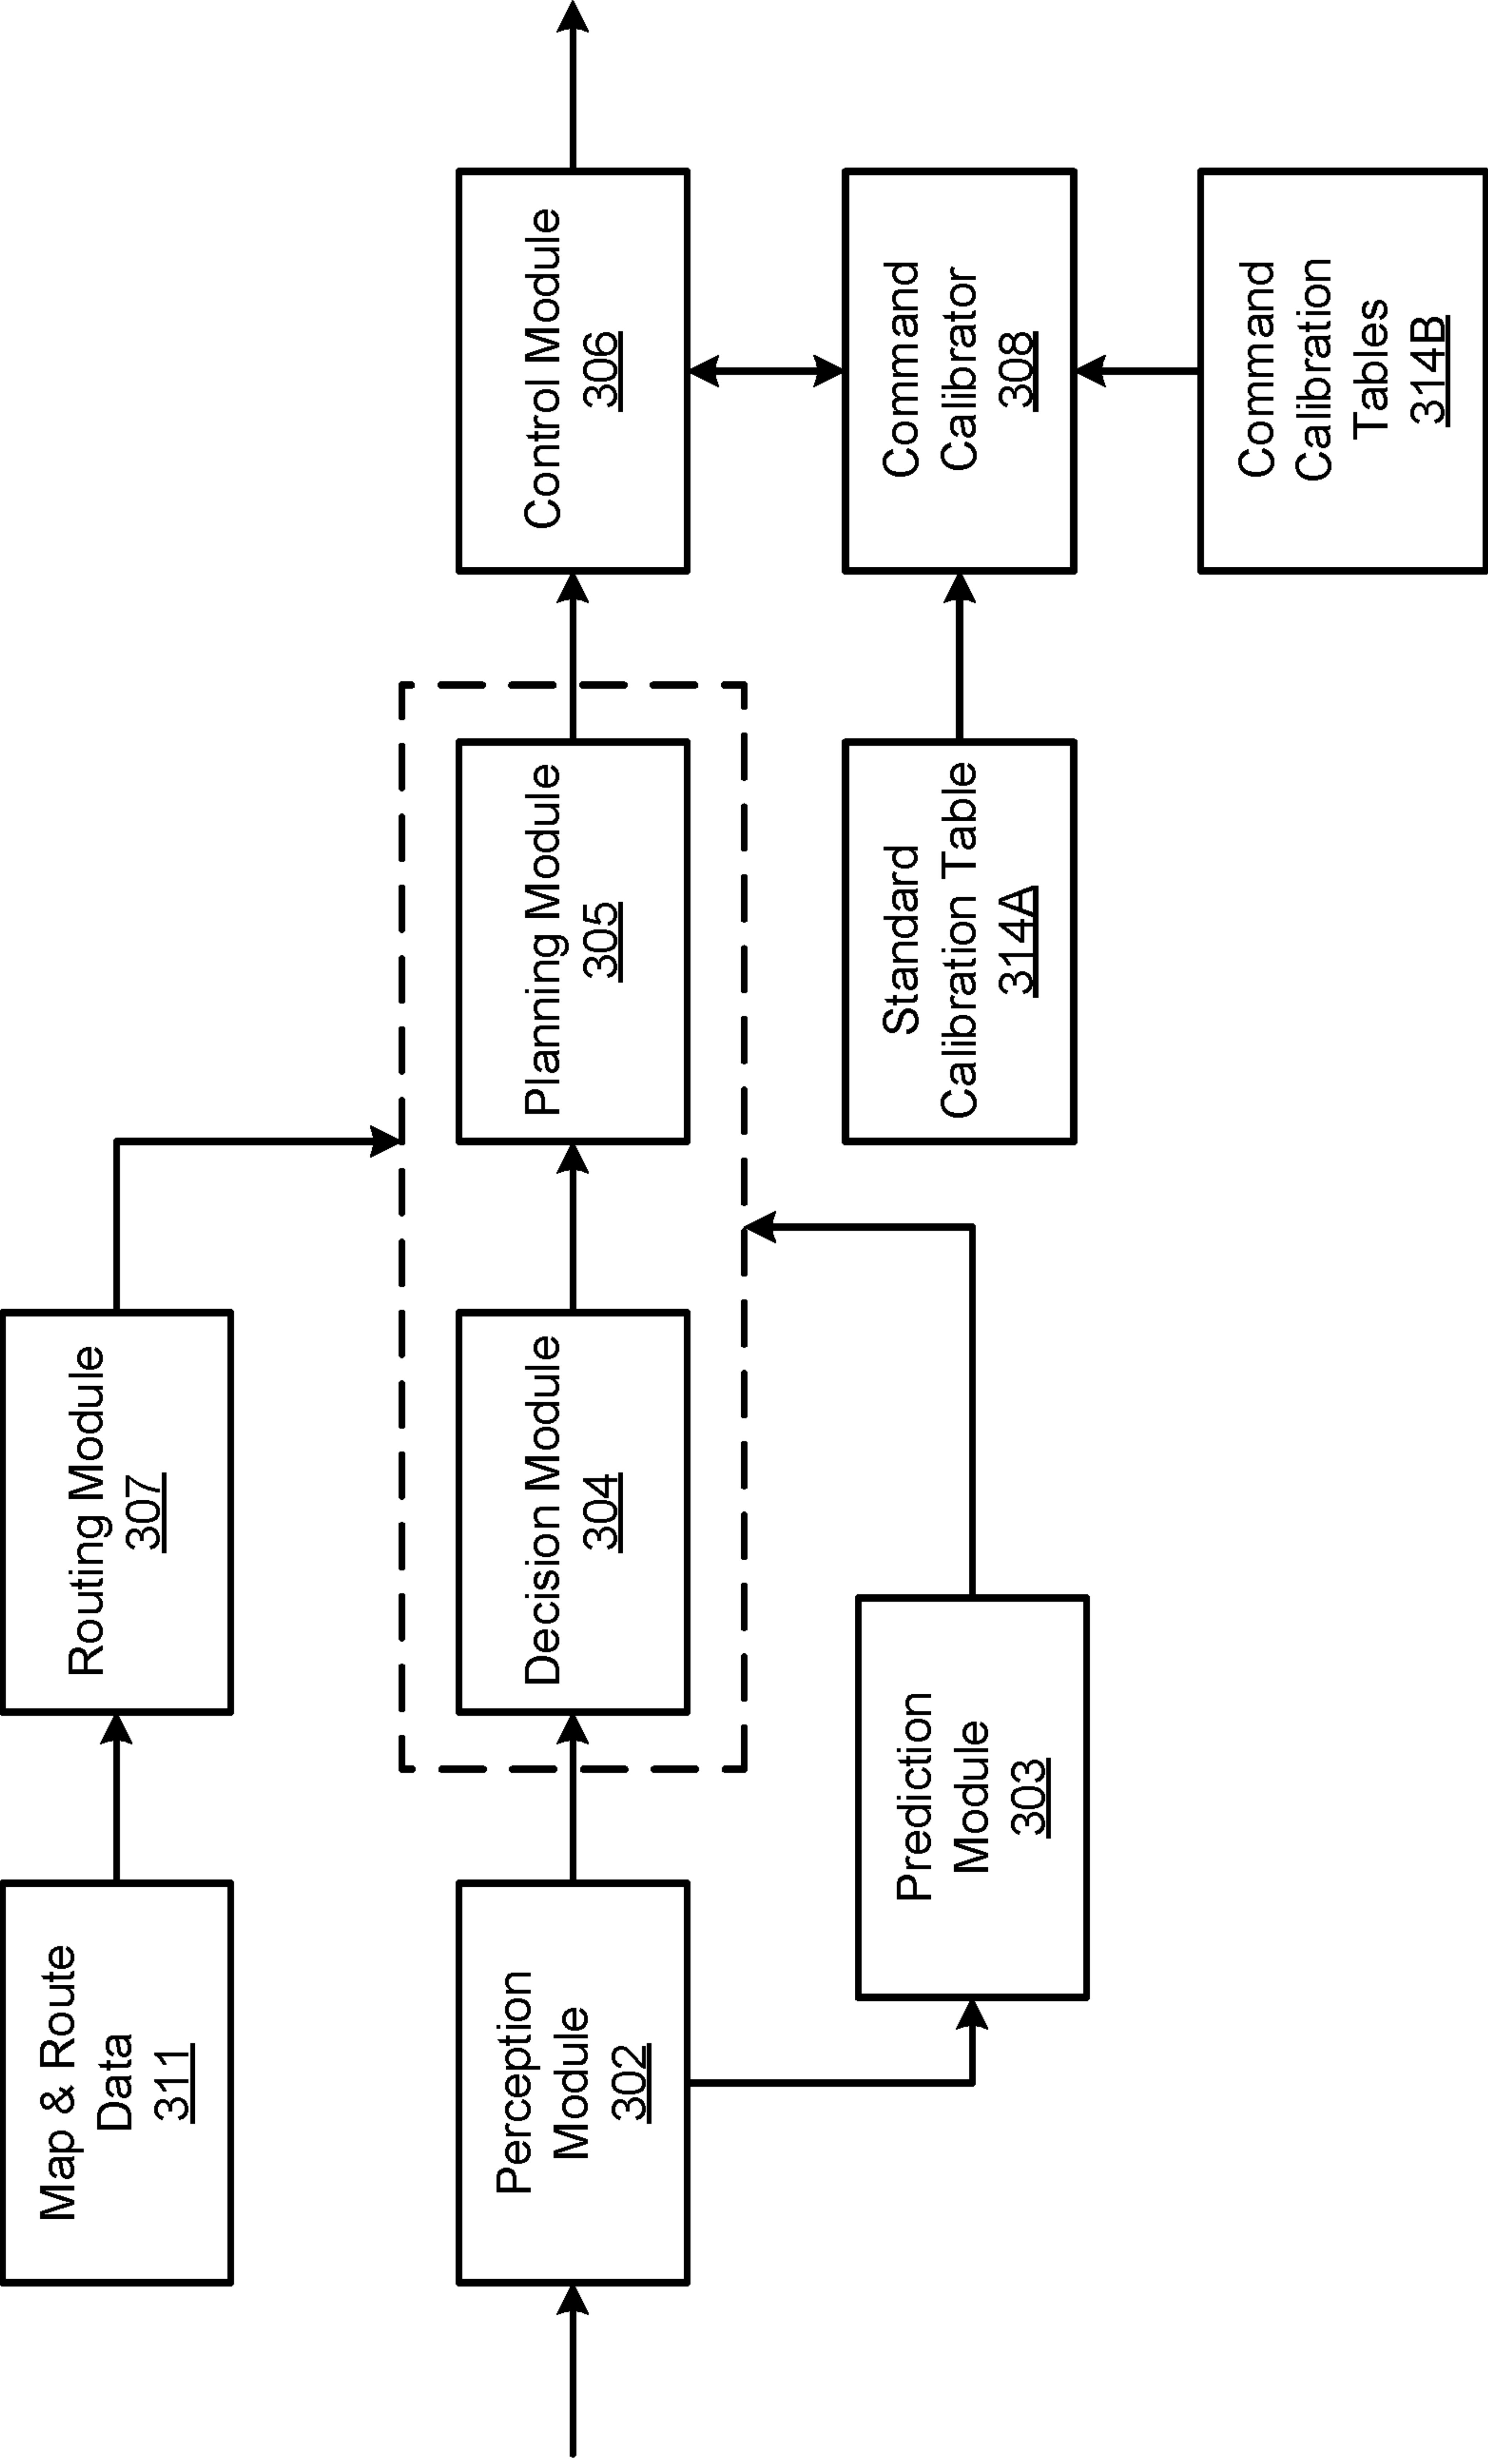 Map & Route
Data
311
Routing Module
307
Perception
Module
302
Decision Module
304
Planning Module
305
Control Module
306
Prediction
Module
303
Standard
Calibration Table
314A
Command
Calibrator
308
Command
Calibration
Tables
314B